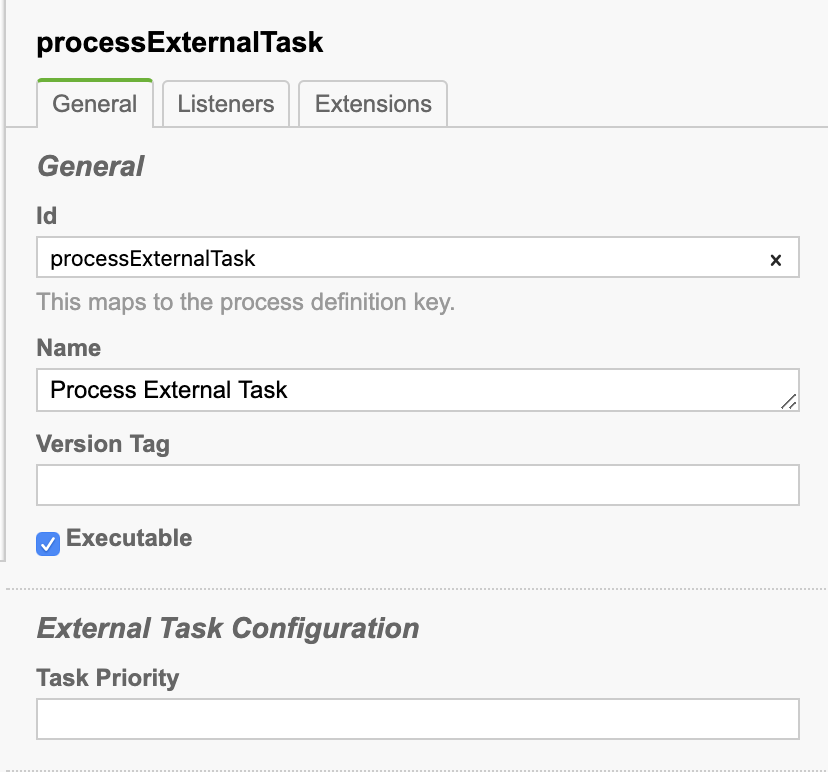 processExternalTask
General Listeners Extensions
General
Id
processExternalTask x
This maps to the process definition key.
Name
Process External Task
Version Tag
Executable
External Task Configuration
Task Priority